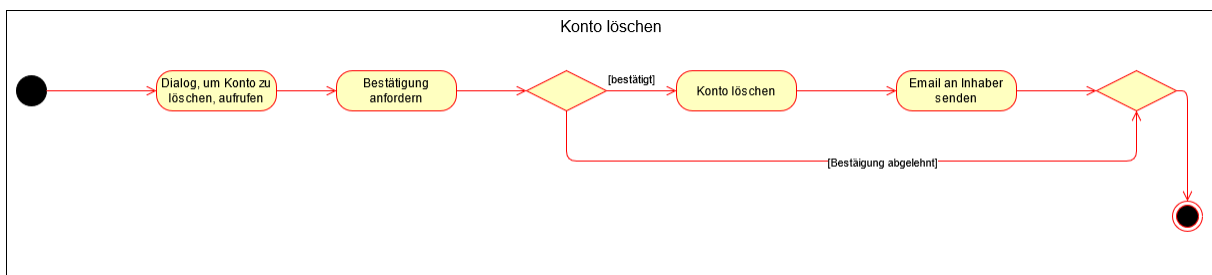 Konto löschen
Dialog, um Konto zu
löschen, aufrufen
Bestätigung
anfordern
[bestätigt]
Konto löschen
Email an Inhaber
senden
[Bestäigung abgelehnt]